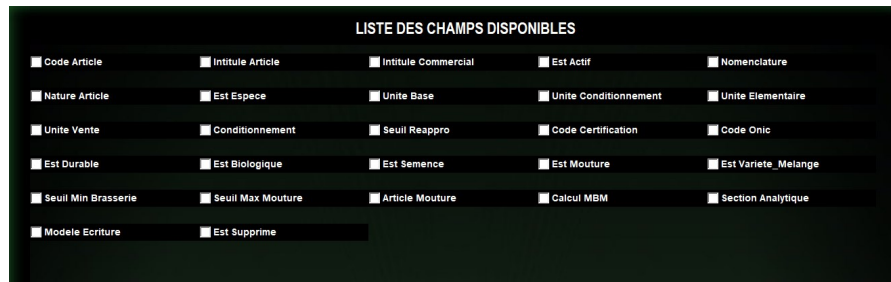 LISTE DES CHAMPS DISPONIBLES
Code Article Intitule Article Intitule Commercial Est Actif Nomenclature
Nature Article Est Espece Unite Base Unite Conditionnement Unite Elementaire
Unite Vente Conditionnement Seuil Reappro Code Certification Code Onic
Est Durable Est Biologique Est Semence Est Mouture Est Variete_Melange
Seuil Min Brasserie Seuil Max Mouture Article Mouture Calcul MBM Section Analytique
Modele Ecriture Est Supprime